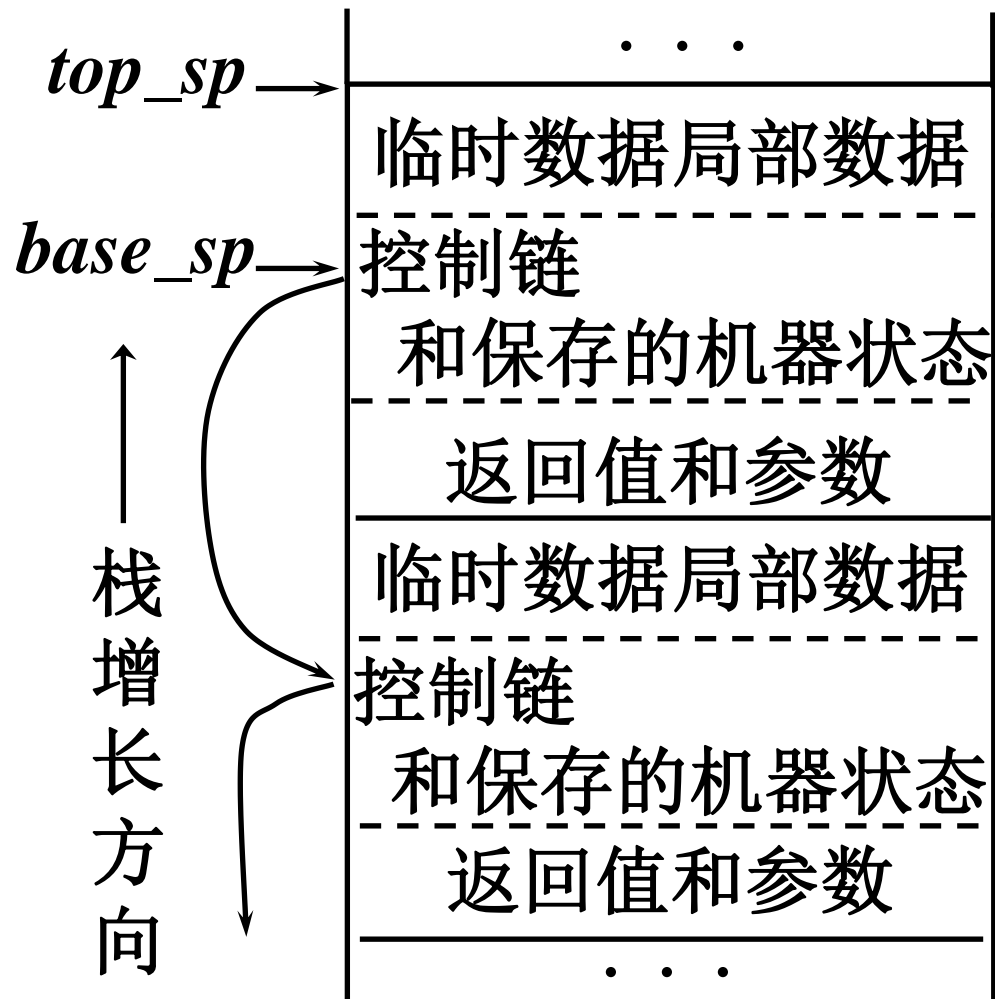 . . .
top_sp
临时数据局部数据
base_sp
控制链
和保存的机器状态
返回值和参数
临时数据局部数据
控制链
和保存的机器状态
返回值和参数
. . .
栈增长方向